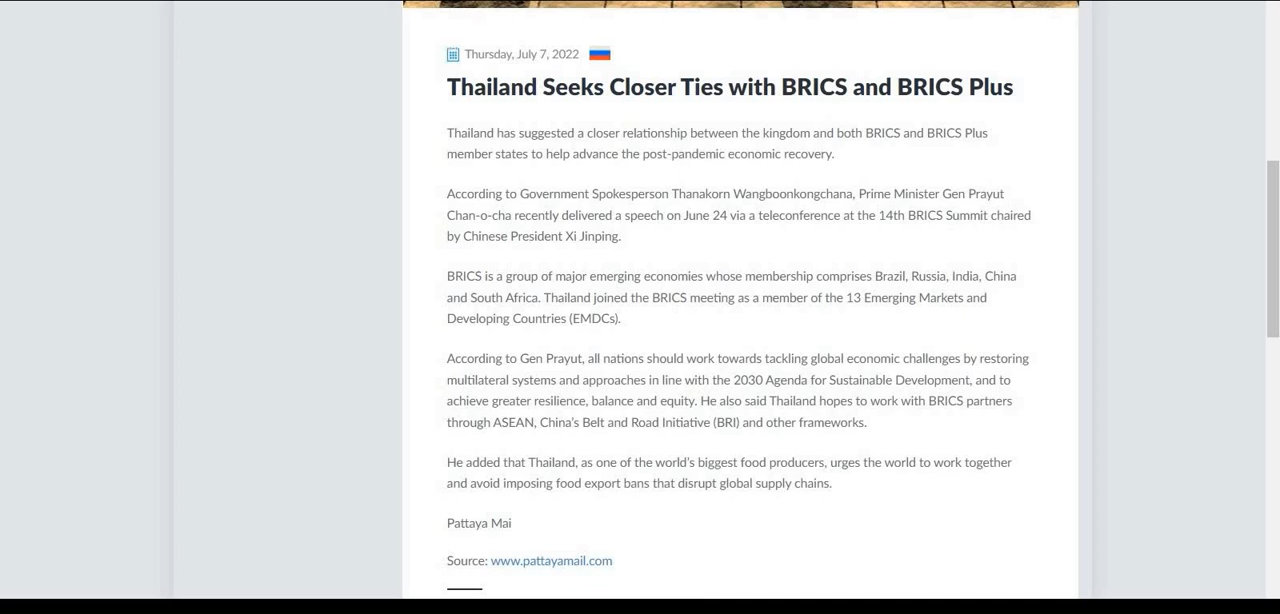 Thursday, July 7, 2022
Thailand Seeks Closer Ties with BRICS and BRICS Plus
Thailand has suggested a closer relationship between the kingdom and both BRICS and BRICS Plus
member states to help advance the post-pandemic economic recovery.
According to Government Spokesperson Thanakorn Wangboonkongchana, Prime Minister Gen Prayut
Chan-o-cha recently delivered a speech on June 24 via a teleconference at the 14th BRICS Summit chaired
by Chinese President Xi Jinping.
BRICS is a group of major emerging economies whose membership comprises Brazil, Russia, India, China
and South Africa. Thailand joined the BRICS meeting as a member of the 13 Emerging Markets and
Developing Countries (EMDCs).
According to Gen Prayut, all nations should work towards tackling global economic challenges by restoring
multilateral systems and approaches in line with the 2030 Agenda for Sustainable Development, and to
achieve greater resilience, balance and equity. He also said Thailand hopes to work with BRICS partners
through ASEAN, China’s Belt and Road Initiative (BRI) and other frameworks.
He added that Thailand, as one of the world’s biggest food producers, urges the world to work together
and avoid imposing food export bans that disrupt global supply chains.
Pattaya Mai
Source: www.pattayamail.com